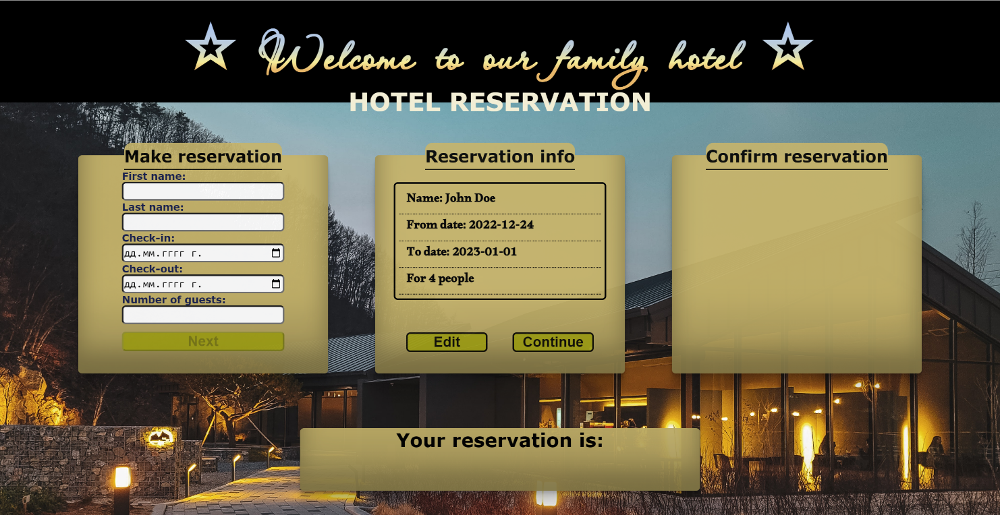 Welcome to our family hotel
HOTEL RESERVATION
Make reservation
First name:
Last name:
Check-in:
дд.мм.гггг г.
Check-out:
дд.мм.гггг г.
Number of guests:
Next
Reservation info
Name: John Doe
From date: 2022-12-24
To date: 2023-01-01
For 4 people
Edit Continue
Confirm reservation
Your reservation is: